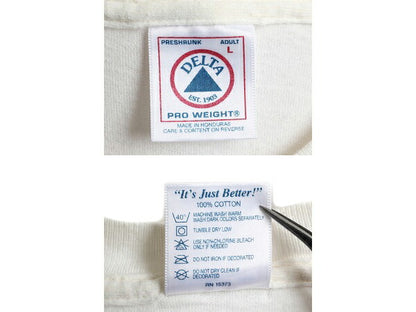 PRESHRUNK ADULT
L
DELTA
EST. 1903
PRO WEIGHT®
MADE IN HONDURAS
CARE & CONTENT ON REVERSE
"It's Just Better!"
100% COTTON
40° MACHINE WASH WARM
WASH DARK COLORS SEPARATELY
TUMBLE DRY LOW
USE NON-CHLORINE BLEACH
ONLY IF NEEDED
DO NOT IRON IF DECORATED
DO NOT DRY CLEAN IF
DECORATED
RN 15373